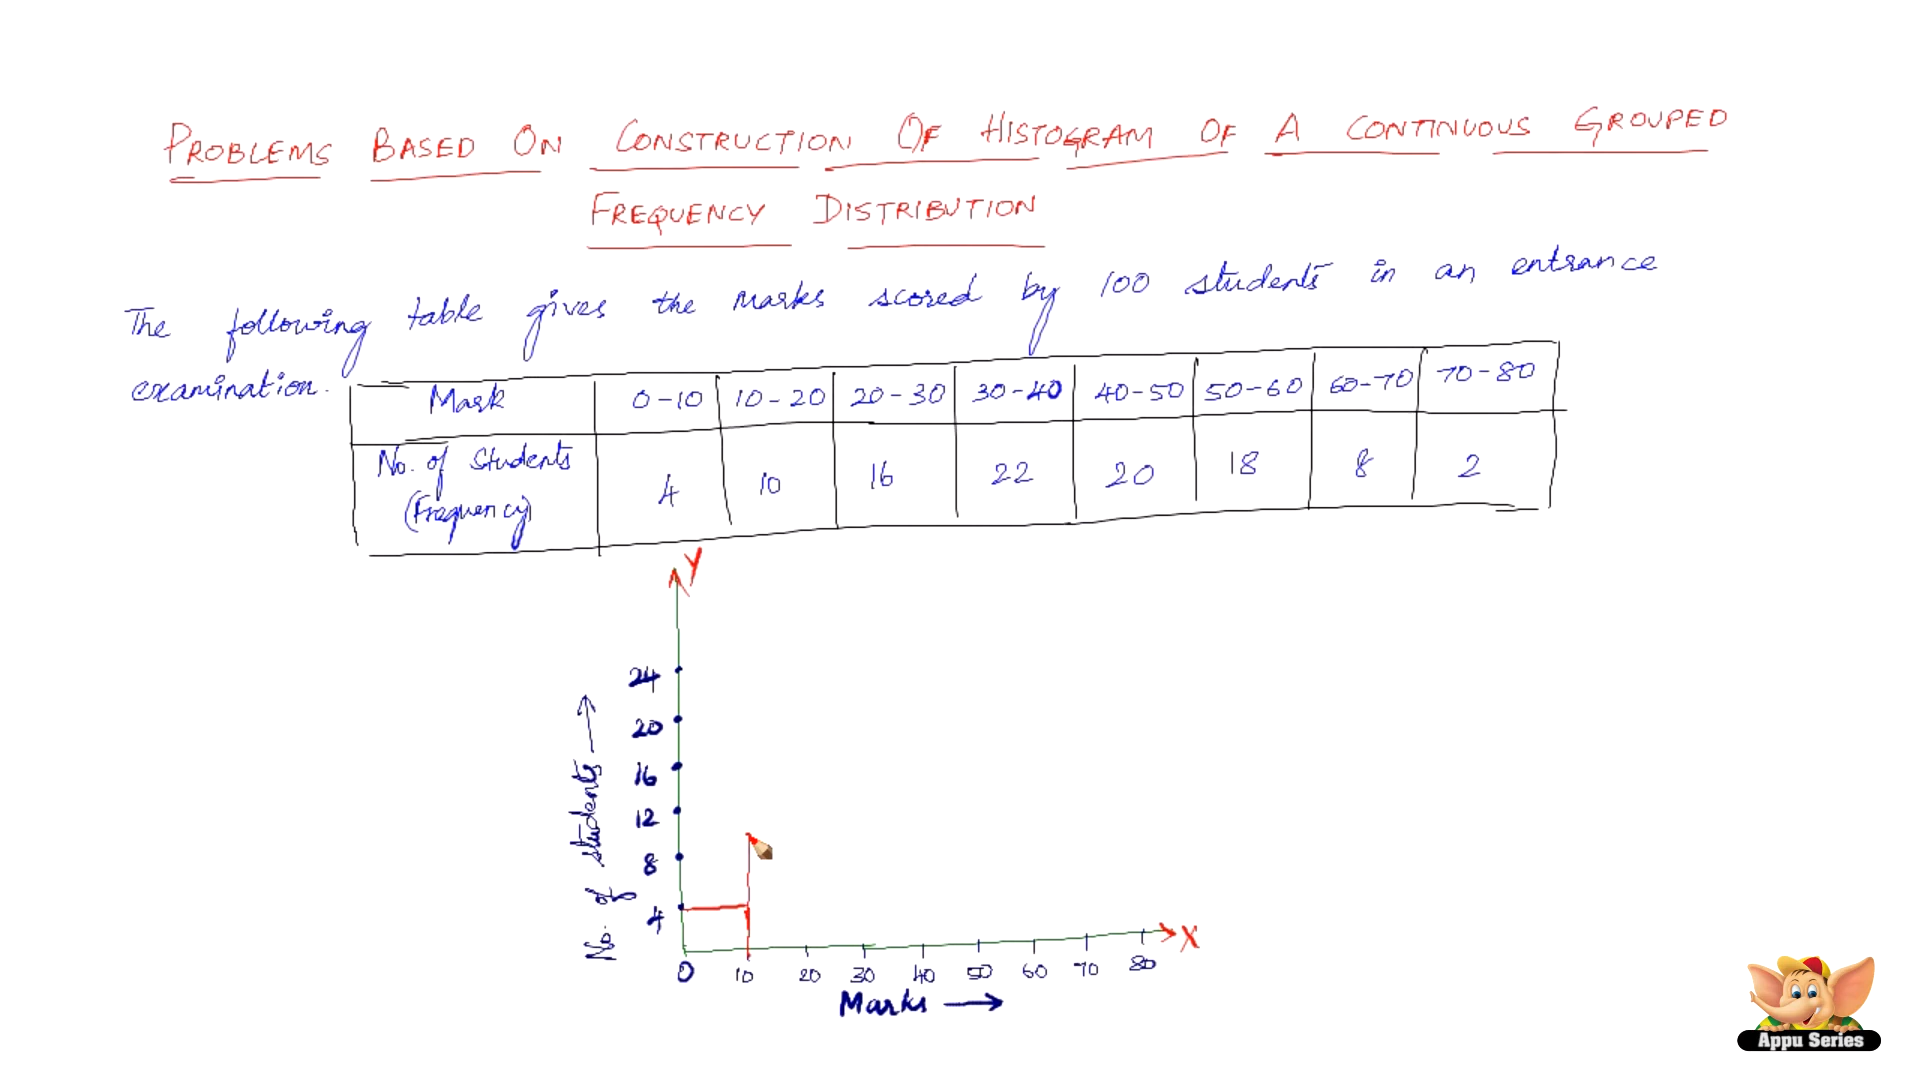 PROBLEMS BASED ON CONSTRUCTION OF HISTOGRAM OF A CONTINUOUS GROUPED
FREQUENCY DISTRIBUTION
The following table gives the marks scored by 100 students in an entrance
examination.
Mark 0-10 10-20 20-30 30-40 40-50 50-60 60-70 70-80
No. of Students
(Frequency) 4 10 16 22 20 18 8 2
Y
24
20
16
12
8
4
No. of students →
0 10 20 30 40 50 60 70 80 X
Marks →
Appu Series